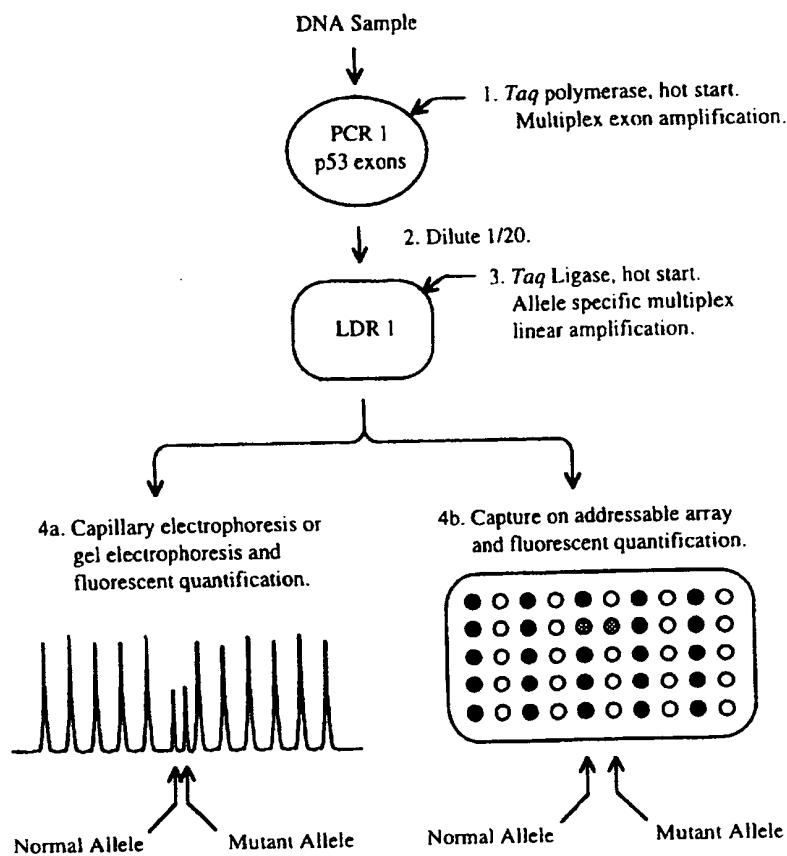 DNA Sample
1. Taq polymerase, hot start.
Multiplex exon amplification.
PCR 1
p53 exons
2. Dilute 1/20.
3. Taq Ligase, hot start.
Allele specific multiplex
linear amplification.
LDR 1
4a. Capillary electrophoresis or
gel electrophoresis and
fluorescent quantification.
4b. Capture on addressable array
and fluorescent quantification.
Normal Allele
Mutant Allele
Normal Allele
Mutant Allele